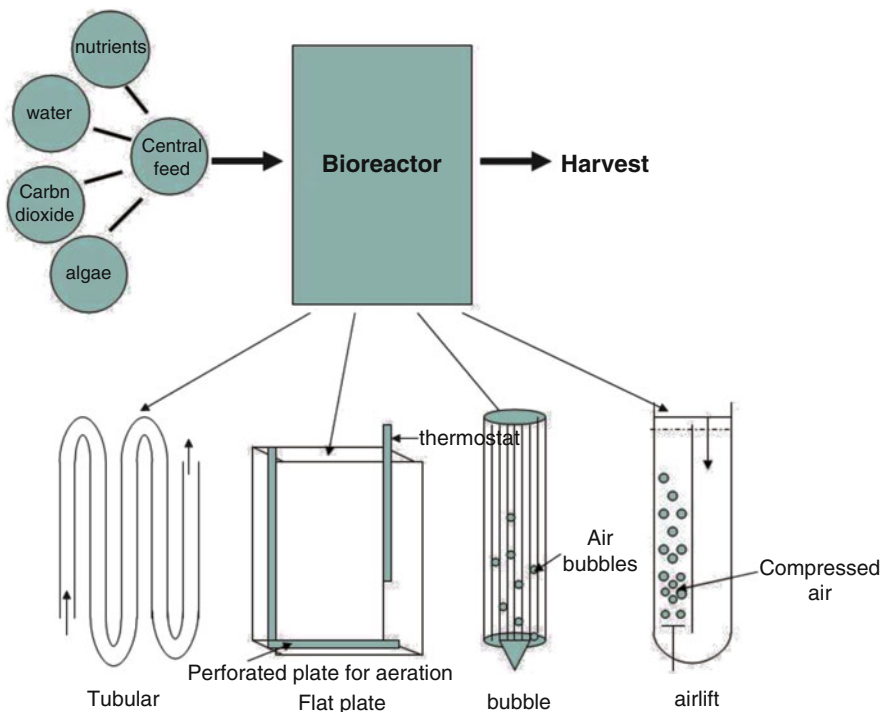 nutrients
water
Central
feed
Carbn
dioxide
algae
Bioreactor
Harvest
thermostat
Air
bubbles
Compressed
air
Perforated plate for aeration
Tubular
Flat plate
bubble
airlift